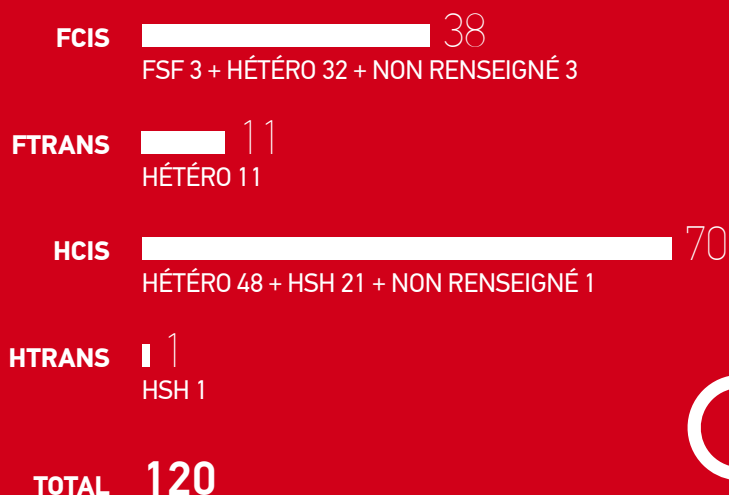 FCIS 38
FSF 3 + HÉTÉRO 32 + NON RENSEIGNÉ 3
FTRANS 11
HÉTÉRO 11
HCIS 70
HÉTÉRO 48 + HSH 21 + NON RENSEIGNÉ 1
HTRANS 1
HSH 1
TOTAL 120